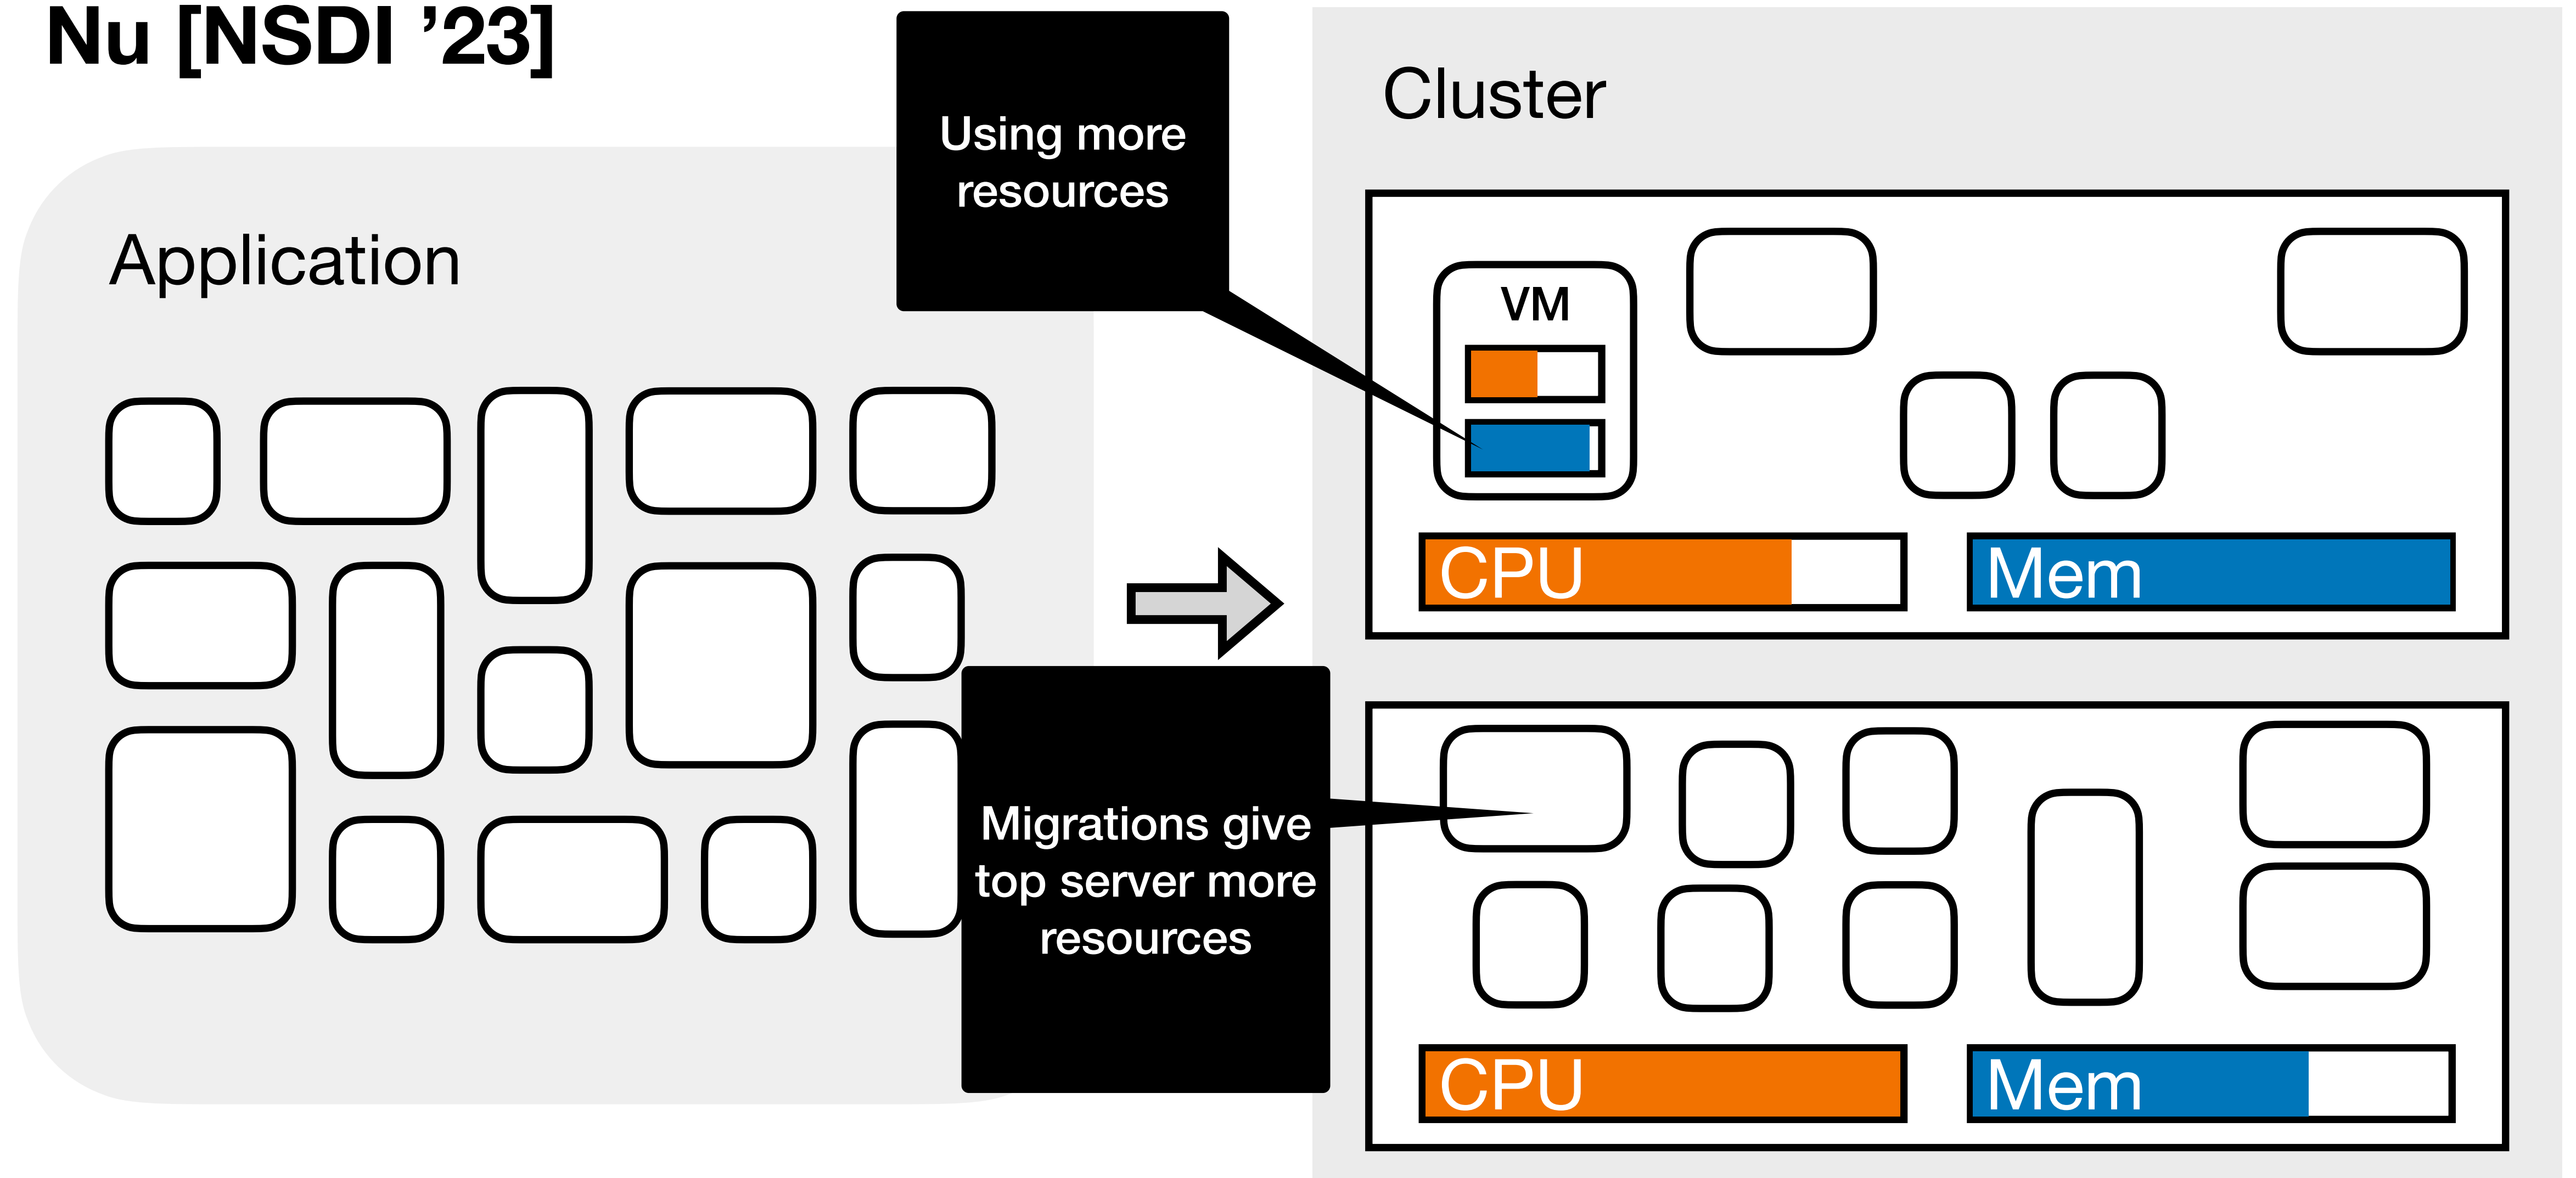 Nu [NSDI ’23]
Application
Using more
resources
Migrations give
top server more
resources
Cluster
VM
CPU
Mem
CPU
Mem